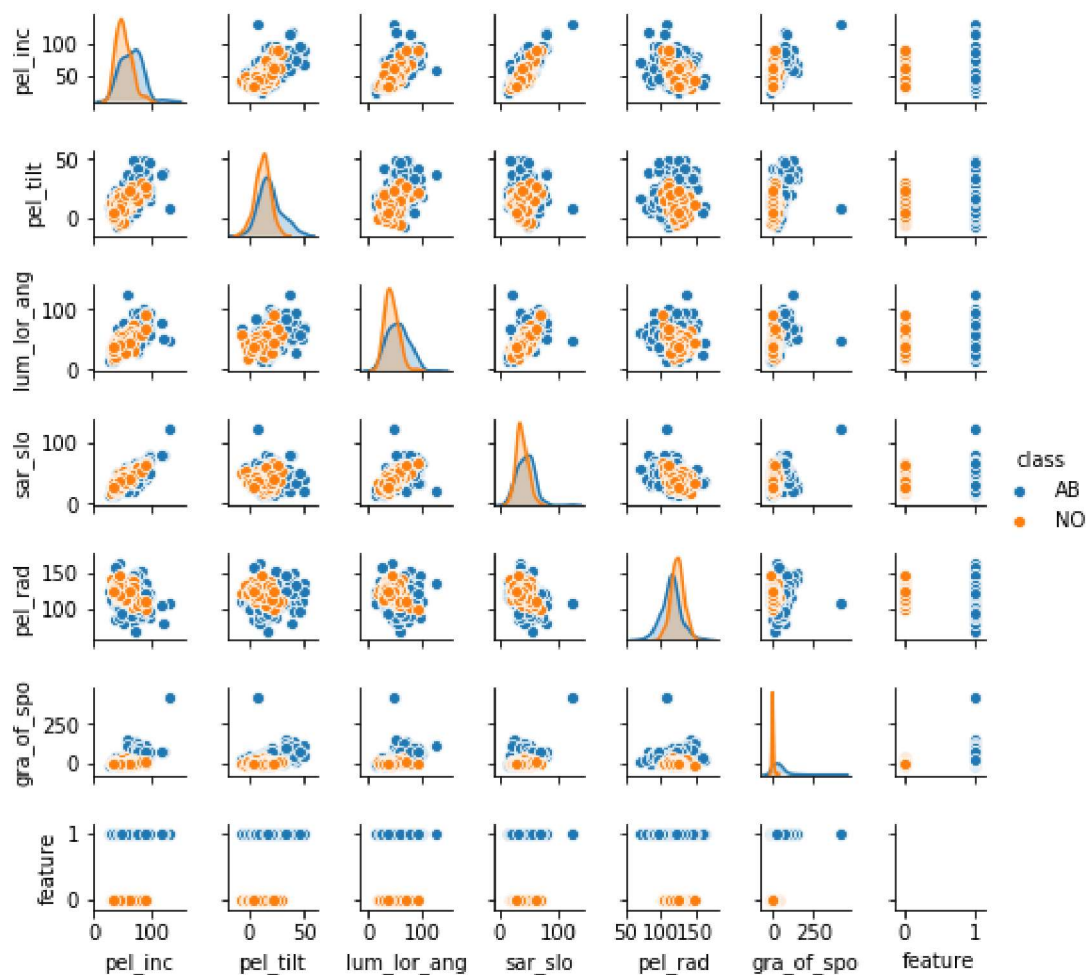 pel_inc
100
50
pel_tilt
50
0
lum_lor_ang
100
0
sar_slo
100
0
class
AB
NO
pel_rad
150
100
gra_of_spo
250
0
feature
1
0
0 100 0 50 0 100 0 100 50 100 150 0 250 0 1
pel_inc pel_tilt lum_lor_ang sar_slo pel_rad gra_of_spo feature